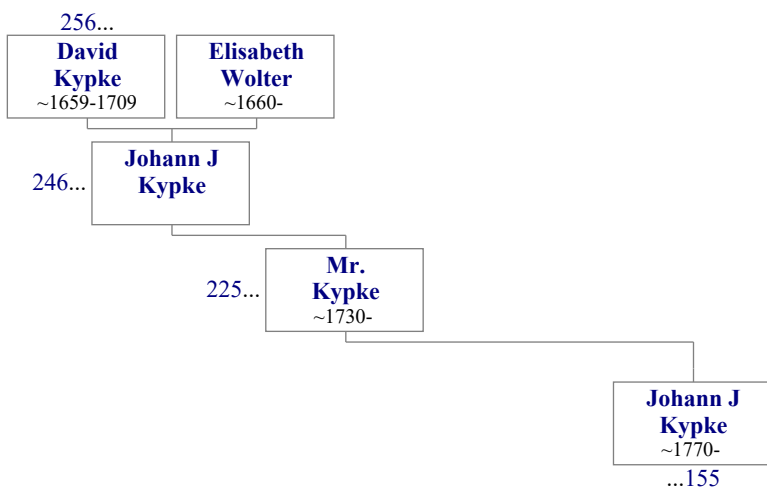 256...
David
Kypke
~1659-1709
Elisabeth
Wolter
~1660-
246...
Johann J
Kypke
225...
Mr.
Kypke
~1730-
Johann J
Kypke
~1770-
...155